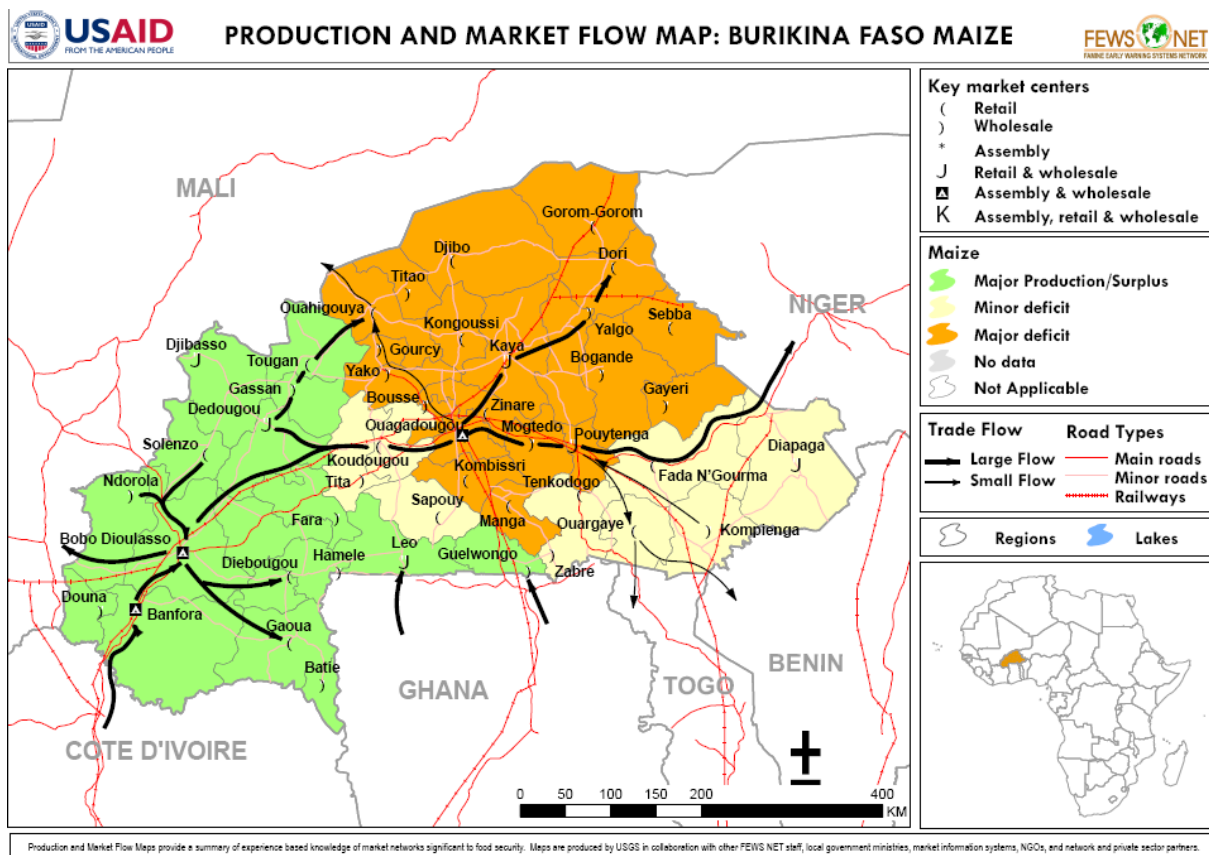 USAID
FROM THE AMERICAN PEOPLE
PRODUCTION AND MARKET FLOW MAP: BURIKINA FASO MAIZE
FEWS NET
FAMINE EARLY WARNING SYSTEMS NETWORK
MALI
NIGER
BENIN
TOGO
GHANA
COTE D'IVOIRE
Gorom-Gorom
Djibo
Dori
Titao
Ouahigouya
Kongoussi
Yalgo
Sebba
Djibasso
Tougan
Gourcy
Kaya
Bogande
Gassan
Yako
Gayeri
Dedougou
Bousse
Zinare
Ouagadougou
Mogtedo
Pouytenga
Solenzo
Koudougou
Diapaga
Ndorola
Tita
Kombissri
Fada N'Gourma
Tenkodogo
Sapouy
Fara
Manga
Ouargaye
Kompienga
Bobo Dioulasso
Hamele
Leo
Guelwongo
Diebougou
Zabre
Douna
Banfora
Gaoua
Batie
0 50 100 150 200 400
KM
Key market centers
( Retail
) Wholesale
* Assembly
J Retail & wholesale
Assembly & wholesale
K Assembly, retail & wholesale
Maize
Major Production/Surplus
Minor deficit
Major deficit
No data
Not Applicable
Trade Flow Road Types
Large Flow Main roads
Small Flow Minor roads
Railways
Regions Lakes
Production and Market Flow Maps provide a summary of experience based knowledge of market networks significant to food security. Maps are produced by USGS in collaboration with other FEWS NET staff, local government ministries, market information systems, NGOs, and network and private sector partners.